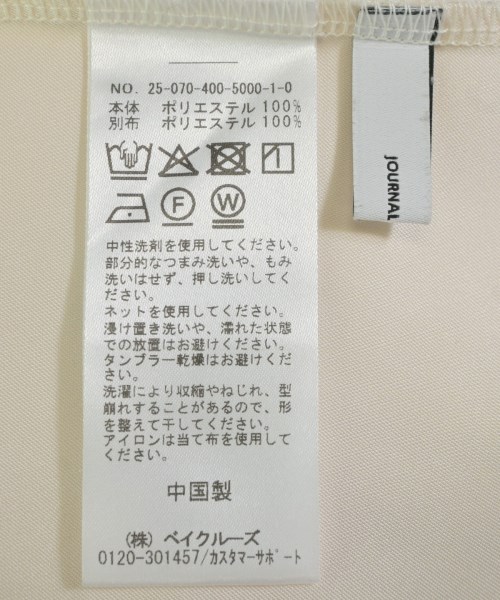 NO. 25-070-400-5000-1-0
本体 ポリエステル 100%
別布 ポリエステル 100%
F W
中性洗剤を使用してください。
部分的なつまみ洗いや、もみ
洗いはせず、押し洗いしてく
ださい。
ネットを使用してください。
浸け置き洗いや、濡れた状態
での放置はお避けください。
タンブラー乾燥はお避けくだ
さい。
洗濯により収縮やねじれ、型
崩れすることがあるので、形
を整えて干してください。
アイロンは当て布を使用して
ください。
中国製
(株) ベイクルーズ
0120-301457/カスタマーサポート
JOURNAL